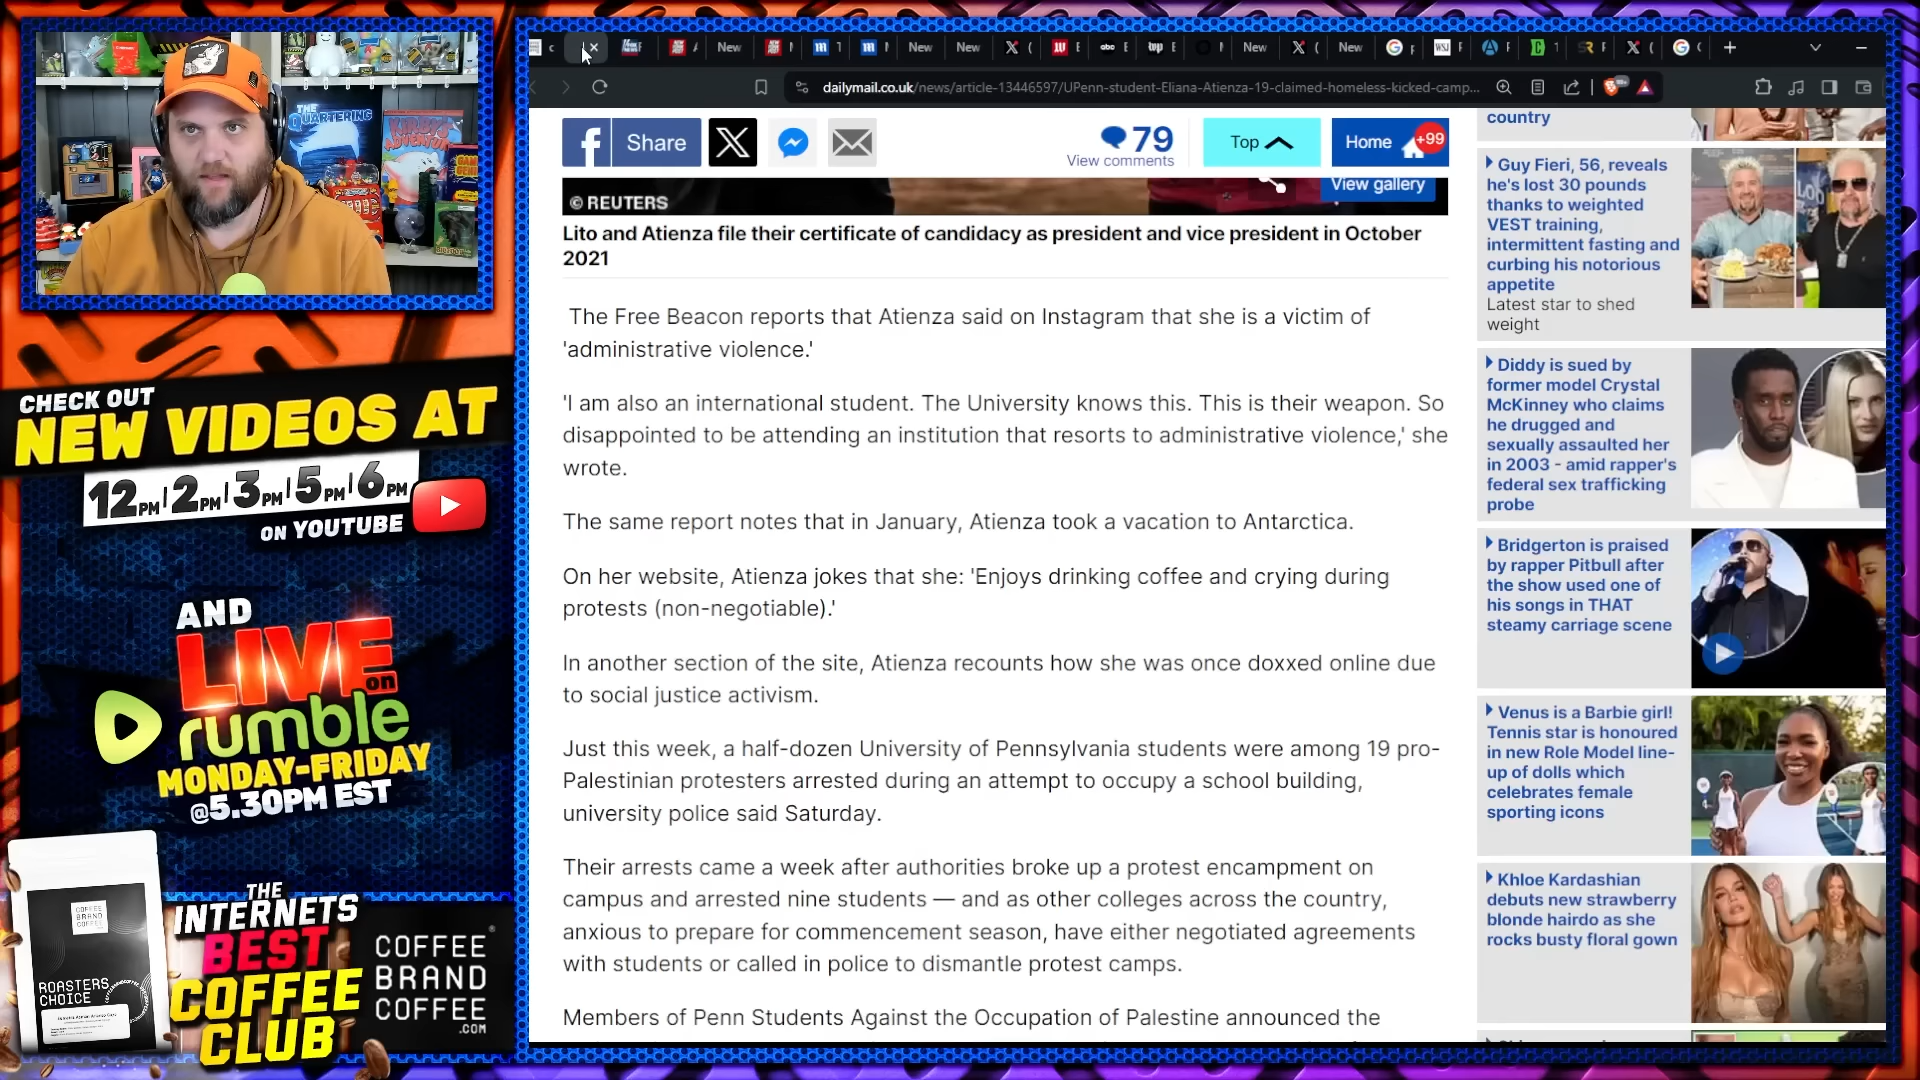 THE
QUARTERING
CHECK OUT
NEW VIDEOS AT
12PM | 2PM | 3PM | 5PM | 6PM
ON YOUTUBE
AND
LIVE
on
rumble
MONDAY-FRIDAY
@5.30PM EST
COFFEE
BRAND
COFFEE
ROASTERS
CHOICE
THE
INTERNETS
BEST
COFFEE
CLUB
COFFEE
BRAND
COFFEE
.COM
New
New
New
New
New
dailymail.co.uk/news/article-13446597/UPenn-student-Eliana-Atienza-19-claimed-homeless-kicked-camp...
Share
79
View comments
Top
Home
+99
View gallery
© REUTERS
Lito and Atienza file their certificate of candidacy as president and vice president in October
2021
The Free Beacon reports that Atienza said on Instagram that she is a victim of
'administrative violence.'
'I am also an international student. The University knows this. This is their weapon. So
disappointed to be attending an institution that resorts to administrative violence,' she
wrote.
The same report notes that in January, Atienza took a vacation to Antarctica.
On her website, Atienza jokes that she: 'Enjoys drinking coffee and crying during
protests (non-negotiable).'
In another section of the site, Atienza recounts how she was once doxxed online due
to social justice activism.
Just this week, a half-dozen University of Pennsylvania students were among 19 pro-
Palestinian protesters arrested during an attempt to occupy a school building,
university police said Saturday.
Their arrests came a week after authorities broke up a protest encampment on
campus and arrested nine students — and as other colleges across the country,
anxious to prepare for commencement season, have either negotiated agreements
with students or called in police to dismantle protest camps.
Members of Penn Students Against the Occupation of Palestine announced the
country
Guy Fieri, 56, reveals
he's lost 30 pounds
thanks to weighted
VEST training,
intermittent fasting and
curbing his notorious
appetite
Latest star to shed
weight
Diddy is sued by
former model Crystal
McKinney who claims
he drugged and
sexually assaulted her
in 2003 - amid rapper's
federal sex trafficking
probe
Bridgerton is praised
by rapper Pitbull after
the show used one of
his songs in THAT
steamy carriage scene
Venus is a Barbie girl!
Tennis star is honoured
in new Role Model line-
up of dolls which
celebrates female
sporting icons
Khloe Kardashian
debuts new strawberry
blonde hairdo as she
rocks busty floral gown